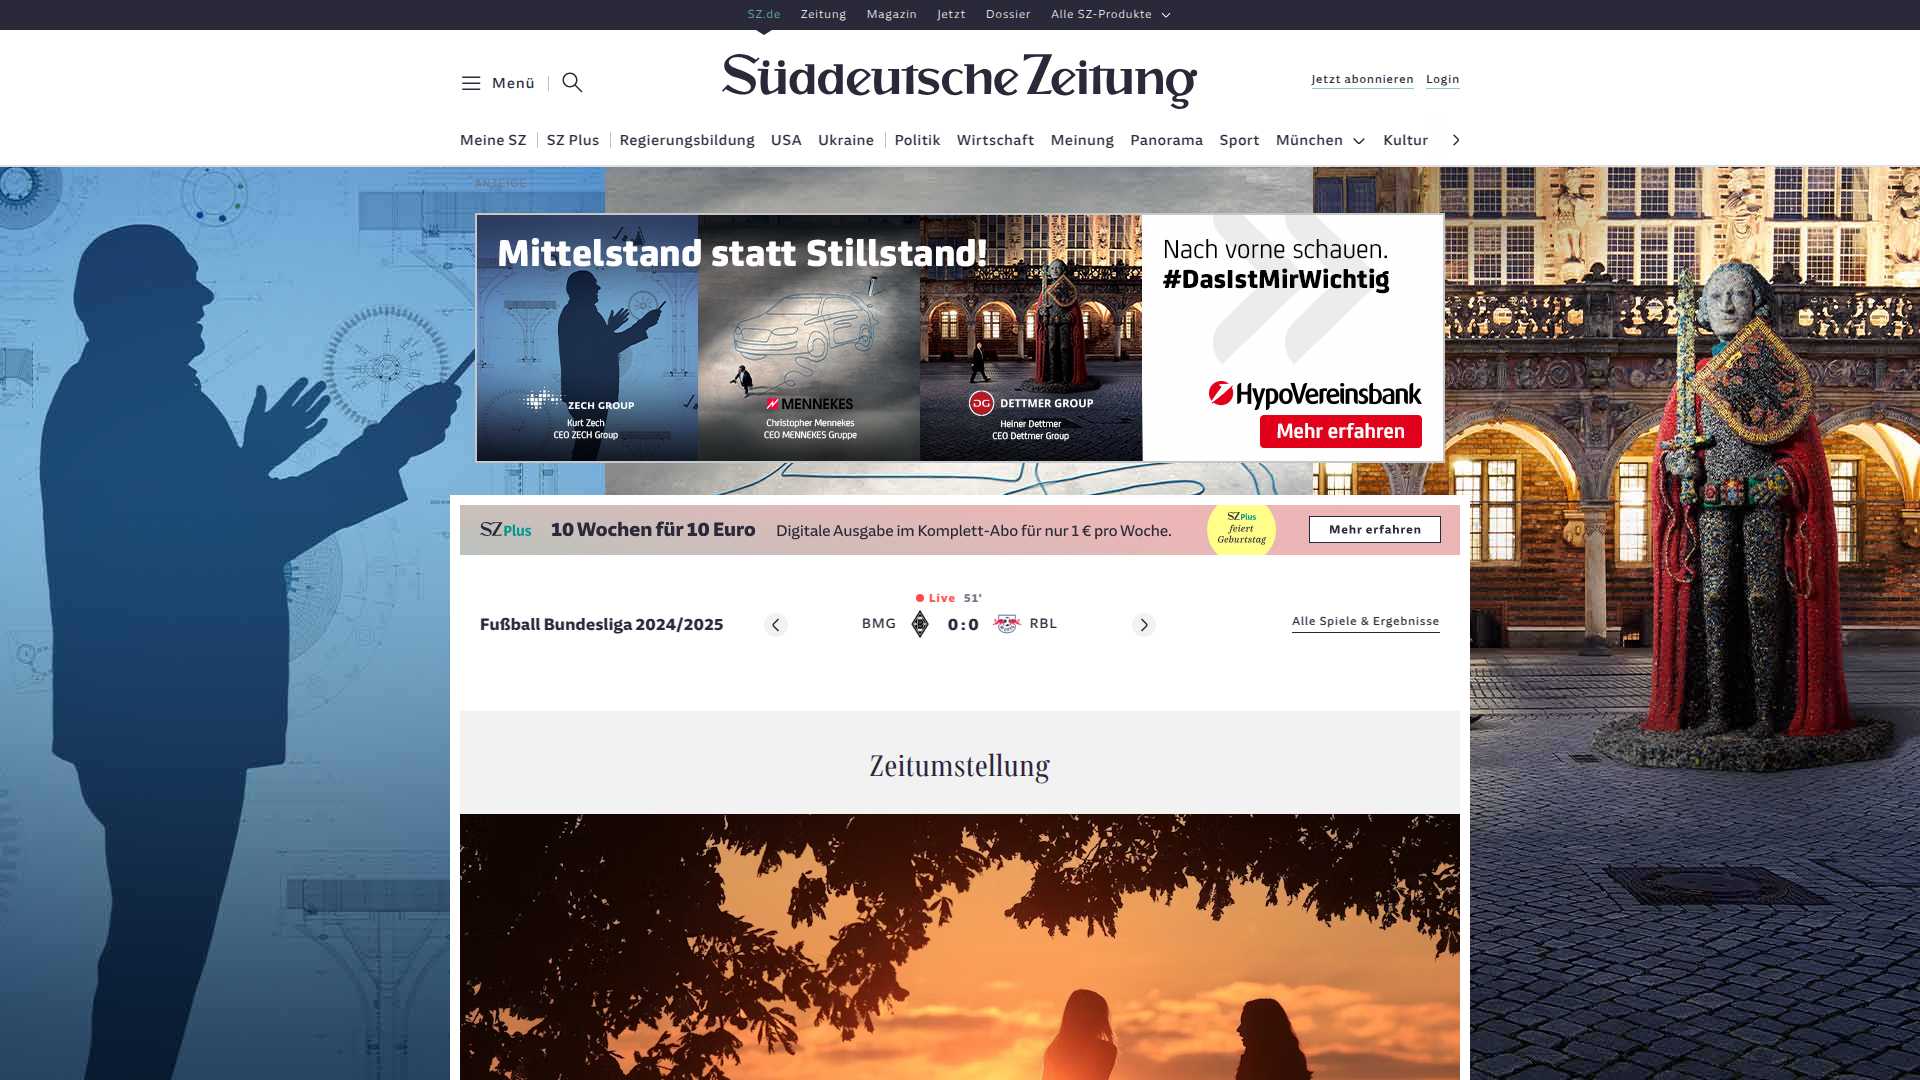 SZ.de Zeitung Magazin Jetzt Dossier Alle SZ-Produkte
Menü
Süddeutsche Zeitung
Jetzt abonnieren Login
Meine SZ SZ Plus Regierungsbildung USA Ukraine Politik Wirtschaft Meinung Panorama Sport München Kultur
ANZEIGE
Mittelstand statt Stillstand!
ZECH GROUP
Kurt Zech
CEO ZECH Group
MENNEKES
Christopher Mennekes
CEO MENNEKES Gruppe
DG DETTMER GROUP
Heiner Dettmer
CEO Dettmer Group
Nach vorne schauen.
#DasIstMirWichtig
HypoVereinsbank
Mehr erfahren
SZ Plus 10 Wochen für 10 Euro Digitale Ausgabe im Komplett-Abo für nur 1 € pro Woche.
SZ Plus
feiert
Geburtstag
Mehr erfahren
Live 51'
Fußball Bundesliga 2024/2025 BMG 0:0 RBL Alle Spiele & Ergebnisse
Zeitumstellung